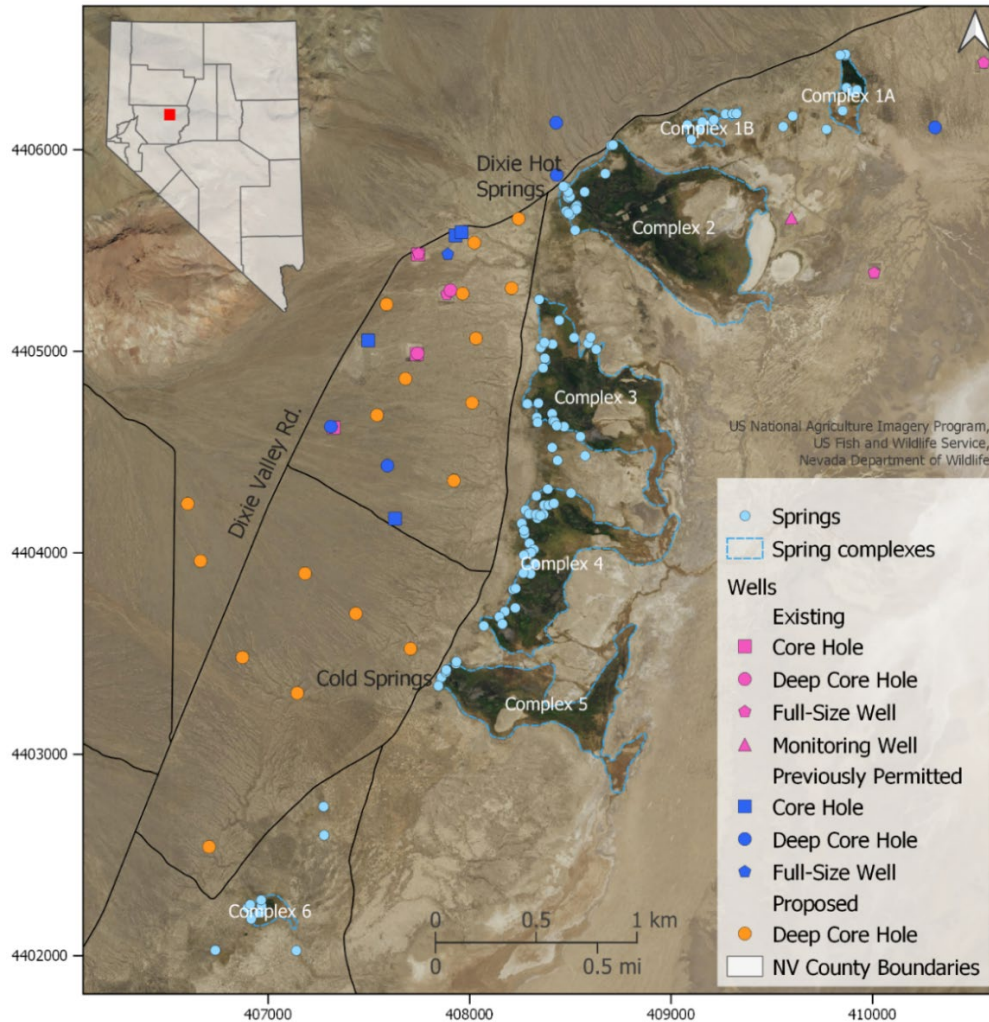 Complex 1A
4406000
Complex 1B
Dixie Hot
Springs
Complex 2
4405000
Complex 3
US National Agriculture Imagery Program,
US Fish and Wildlife Service,
Nevada Department of Wildlife
Dixie Valley Rd.
Springs
Spring complexes
Wells
Existing
Core Hole
Deep Core Hole
Full-Size Well
Monitoring Well
Previously Permitted
Core Hole
Deep Core Hole
Full-Size Well
Proposed
Deep Core Hole
NV County Boundaries
4404000
Complex 4
Cold Springs
Complex 5
4403000
Complex 6
0 0.5 1 km
0 0.5 mi
4402000
407000 408000 409000 410000